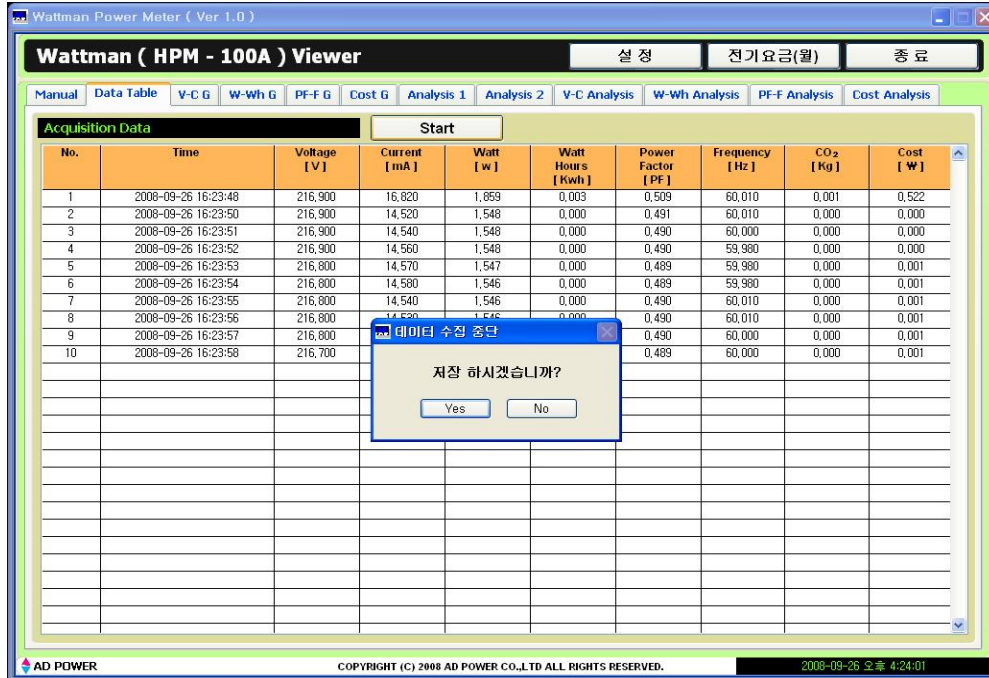 Wattman Power Meter ( Ver 1.0 )
Wattman ( HPM - 100A ) Viewer
설 정
전기요금(월)
종 료
Manual Data Table V-C G W-Wh G PF-F G Cost G Analysis 1 Analysis 2 V-C Analysis W-Wh Analysis PF-F Analysis Cost Analysis
Acquisition Data
Start
No. Time Voltage Current Watt Watt Power Frequency CO₂ Cost
[ V ] [ mA ] [ w ] Hours Factor [ Hz ] [ Kg ] [ ₩ ]
[ Kwh ] [ PF ]
1 2008-09-26 16:23:48 216,900 16,820 1,859 0,003 0,509 60,010 0,001 0,522
2 2008-09-26 16:23:50 216,900 14,520 1,548 0,000 0,491 60,010 0,000 0,000
3 2008-09-26 16:23:51 216,900 14,540 1,548 0,000 0,490 60,000 0,000 0,000
4 2008-09-26 16:23:52 216,900 14,560 1,548 0,000 0,490 59,980 0,000 0,000
5 2008-09-26 16:23:53 216,800 14,570 1,547 0,000 0,489 59,980 0,000 0,001
6 2008-09-26 16:23:54 216,800 14,580 1,546 0,000 0,489 59,980 0,000 0,001
7 2008-09-26 16:23:55 216,800 14,540 1,546 0,000 0,490 60,010 0,000 0,001
8 2008-09-26 16:23:56 216,800 0,490 60,010 0,000 0,001
9 2008-09-26 16:23:57 216,800 0,490 60,000 0,000 0,001
10 2008-09-26 16:23:58 216,700 0,489 60,000 0,000 0,001
데이터 수집 중단
저장 하시겠습니까?
Yes
No
AD POWER
COPYRIGHT (C) 2008 AD POWER CO.,LTD ALL RIGHTS RESERVED.
2008-09-26 오후 4:24:01